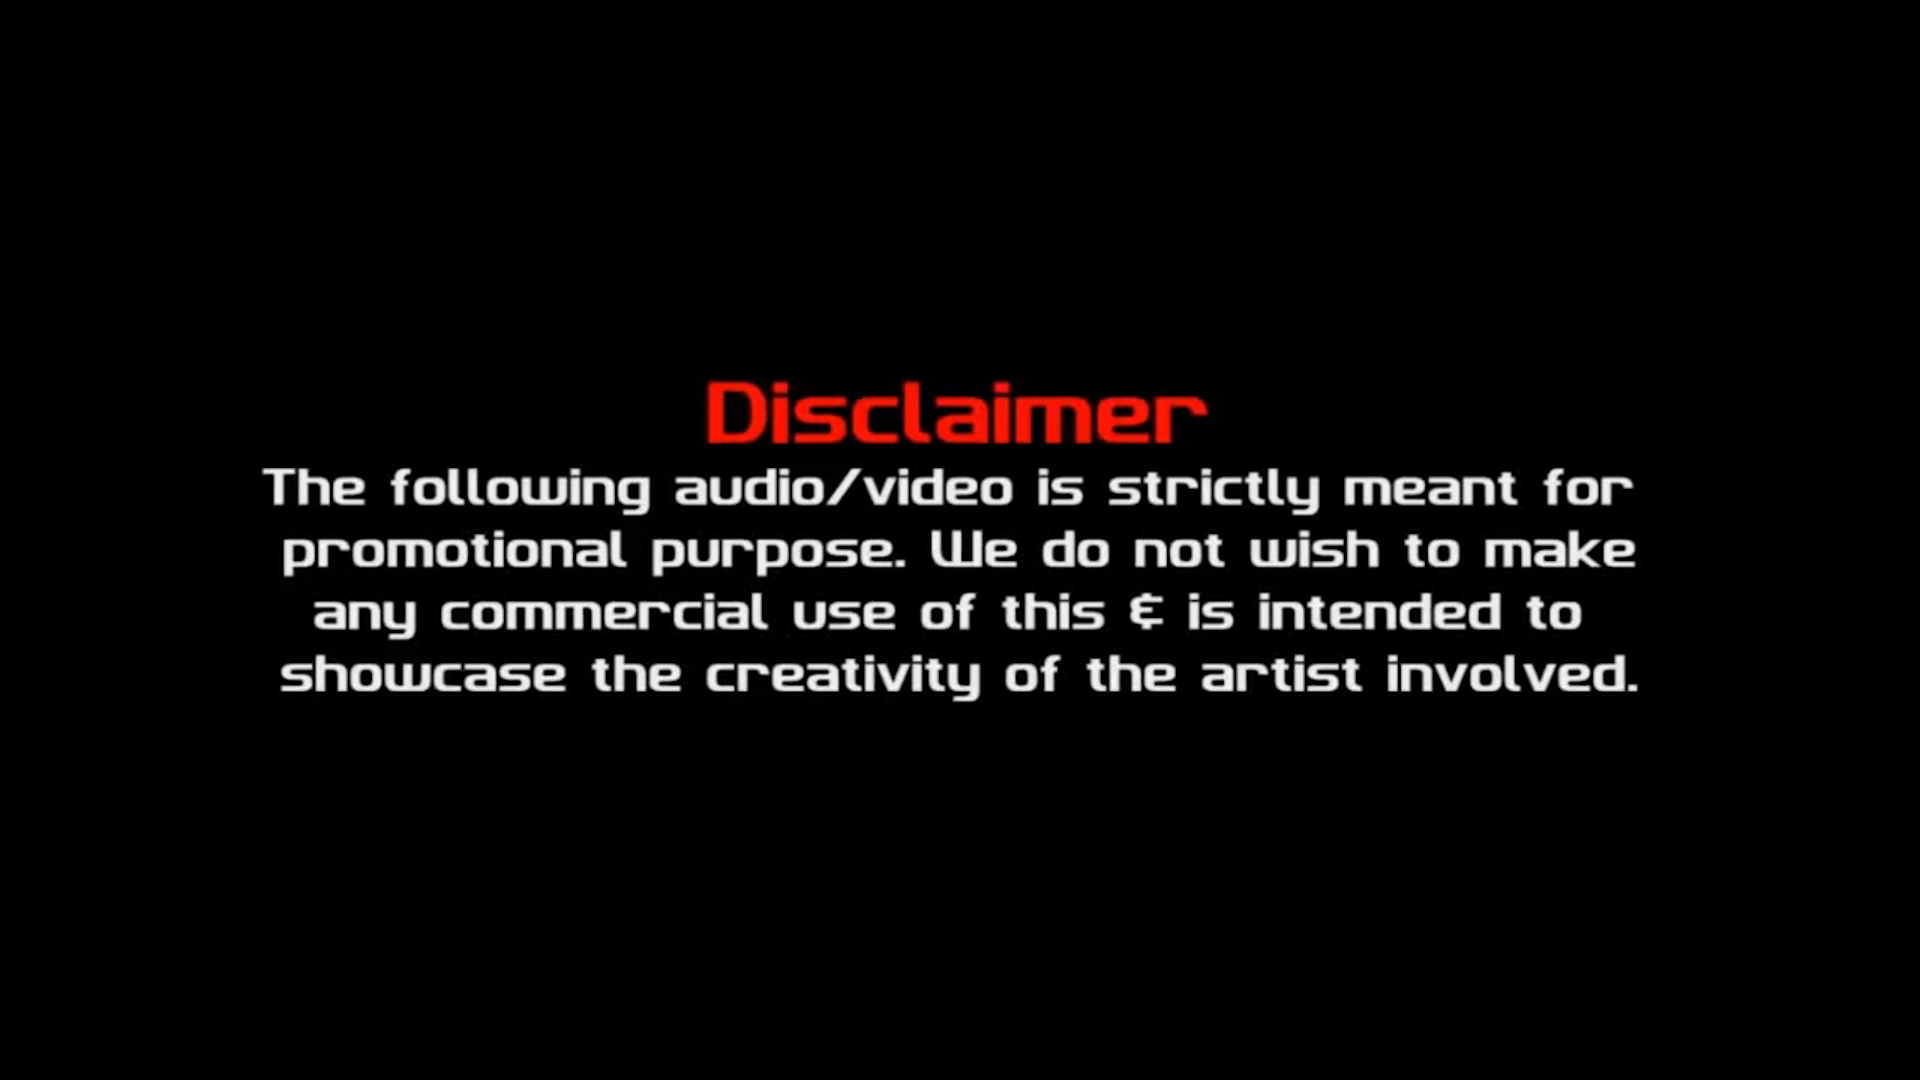 Disclaimer
The following audio/video is strictly meant for
promotional purpose. We do not wish to make
any commercial use of this & is intended to
showcase the creativity of the artist involved.